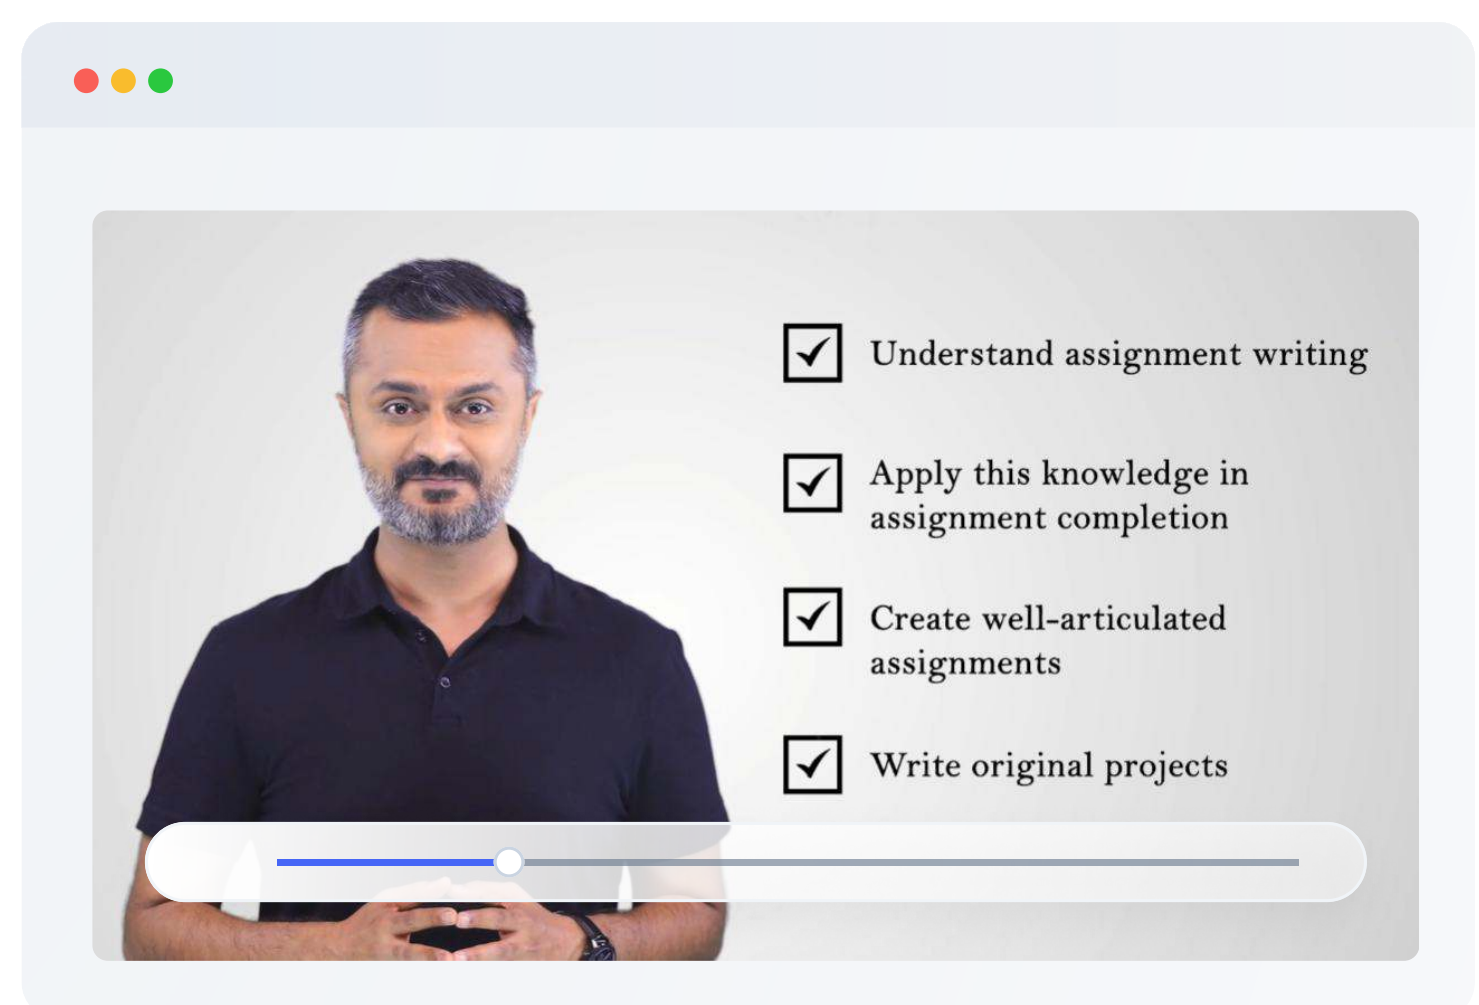 Understand assignment writing
Apply this knowledge in
assignment completion
Create well-articulated
assignments
Write original projects